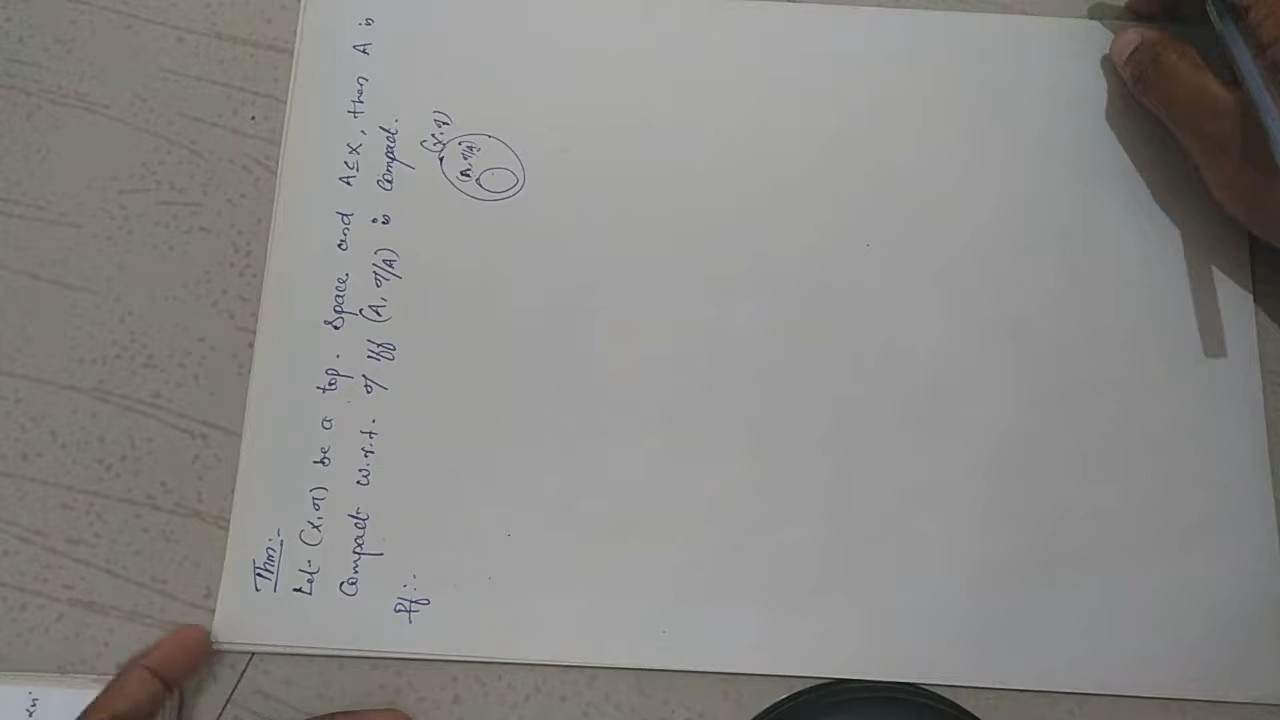 Thm:-
Let (X,σ) be a top. Space and A⊆X, then A is
Compact w.r.t. σ iff (A, σ/A) is Compact.
Pf:-
(X,σ)
(A,σ/A)